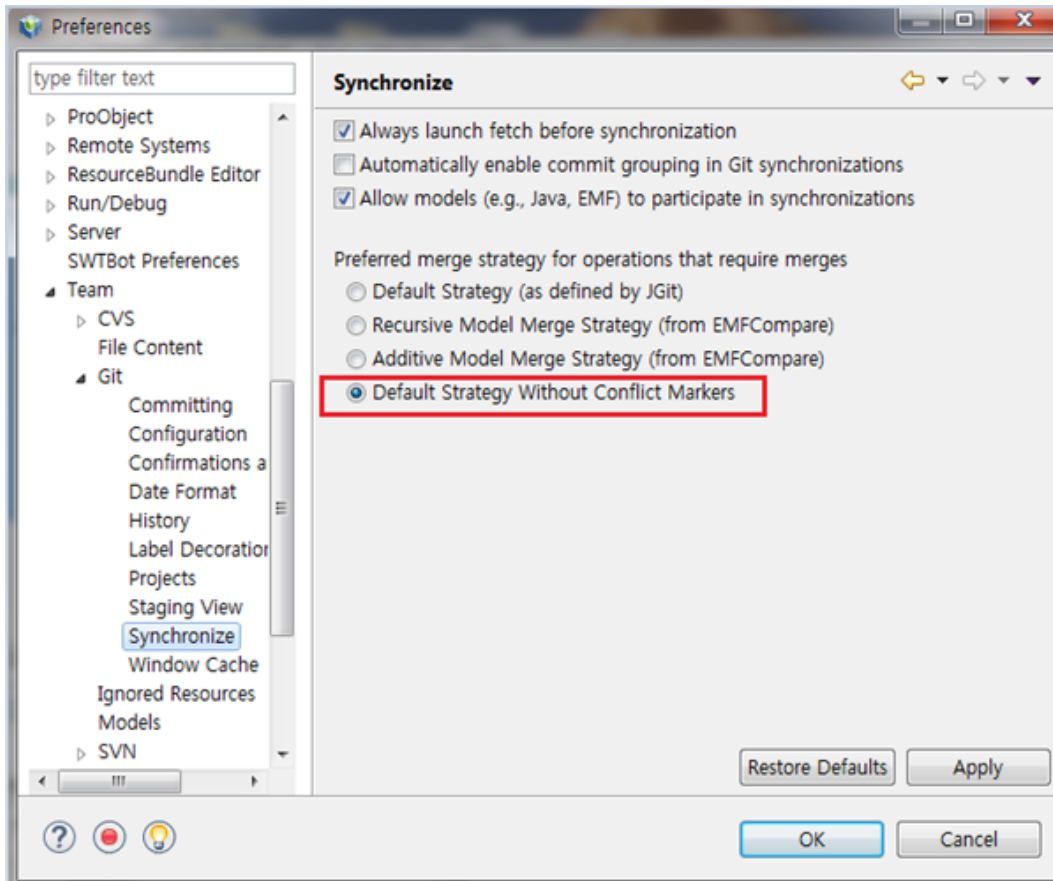 Preferences
type filter text
ProObject
Remote Systems
ResourceBundle Editor
Run/Debug
Server
SWTBot Preferences
Team
CVS
File Content
Git
Committing
Configuration
Confirmations a
Date Format
History
Label Decoration
Projects
Staging View
Synchronize
Window Cache
Ignored Resources
Models
SVN
Synchronize
Always launch fetch before synchronization
Automatically enable commit grouping in Git synchronizations
Allow models (e.g., Java, EMF) to participate in synchronizations
Preferred merge strategy for operations that require merges
Default Strategy (as defined by JGit)
Recursive Model Merge Strategy (from EMFCompare)
Additive Model Merge Strategy (from EMFCompare)
Default Strategy Without Conflict Markers
Restore Defaults
Apply
OK
Cancel